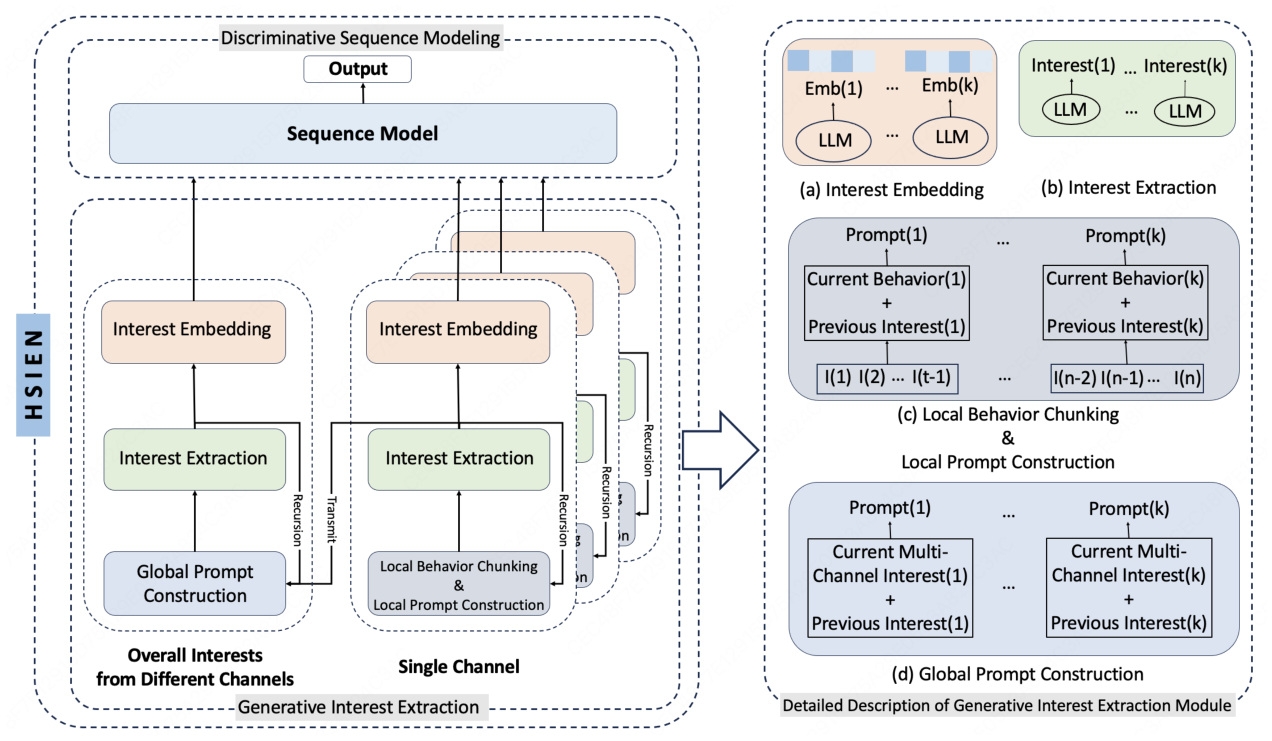 HSIEN
Discriminative Sequence Modeling
Output
Sequence Model
Interest Embedding
Interest Extraction
Recursion
Global Prompt
Construction
Overall Interests
from Different Channels
Transmit
Interest Embedding
Interest Extraction
Recursion
Local Behavior Chunking
&
Local Prompt Construction
Single Channel
Recursion
Recursion
Generative Interest Extraction
Emb(1) ... Emb(k)
LLM ... LLM
(a) Interest Embedding
Interest(1) ... Interest(k)
LLM ... LLM
(b) Interest Extraction
Prompt(1) ... Prompt(k)
Current Behavior(1)
+
Previous Interest(1)
Current Behavior(k)
+
Previous Interest(k)
I(1) I(2) ... I(t-1) ... I(n-2) I(n-1) ... I(n)
(c) Local Behavior Chunking
&
Local Prompt Construction
Prompt(1) ... Prompt(k)
Current Multi-
Channel Interest(1)
+
Previous Interest(1)
...
Current Multi-
Channel Interest(k)
+
Previous Interest(k)
(d) Global Prompt Construction
Detailed Description of Generative Interest Extraction Module